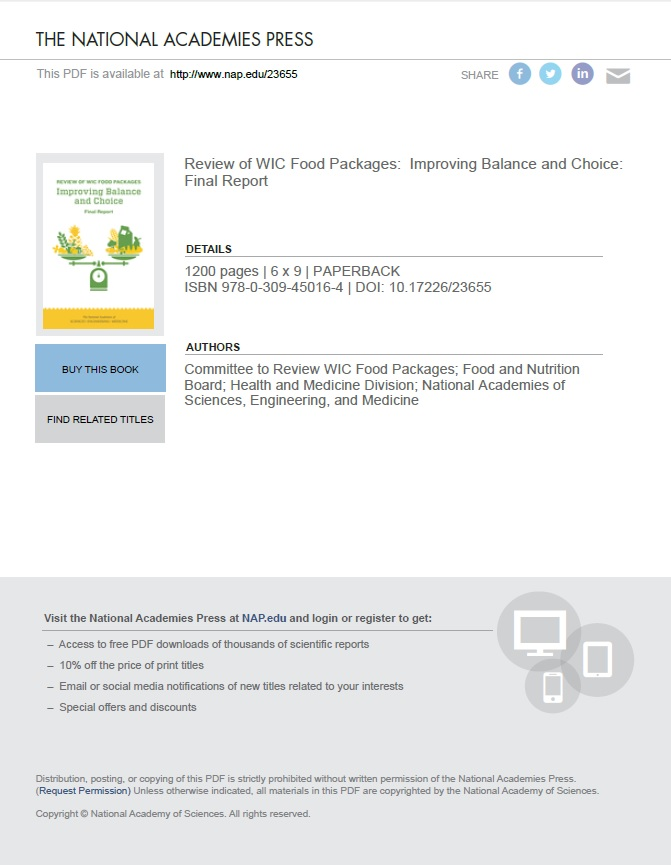 THE NATIONAL ACADEMIES PRESS
This PDF is available at http://www.nap.edu/23655
SHARE
REVIEW OF WIC FOOD PACKAGES
Improving Balance
and Choice
Final Report
Review of WIC Food Packages:  Improving Balance and Choice:
Final Report
DETAILS
1200 pages | 6 x 9 | PAPERBACK
ISBN 978-0-309-45016-4 | DOI: 10.17226/23655
BUY THIS BOOK
FIND RELATED TITLES
AUTHORS
Committee to Review WIC Food Packages; Food and Nutrition
Board; Health and Medicine Division; National Academies of
Sciences, Engineering, and Medicine
Visit the National Academies Press at NAP.edu and login or register to get:
– Access to free PDF downloads of thousands of scientific reports
– 10% off the price of print titles
– Email or social media notifications of new titles related to your interests
– Special offers and discounts
Distribution, posting, or copying of this PDF is strictly prohibited without written permission of the National Academies Press.
(Request Permission) Unless otherwise indicated, all materials in this PDF are copyrighted by the National Academy of Sciences.
Copyright © National Academy of Sciences. All rights reserved.